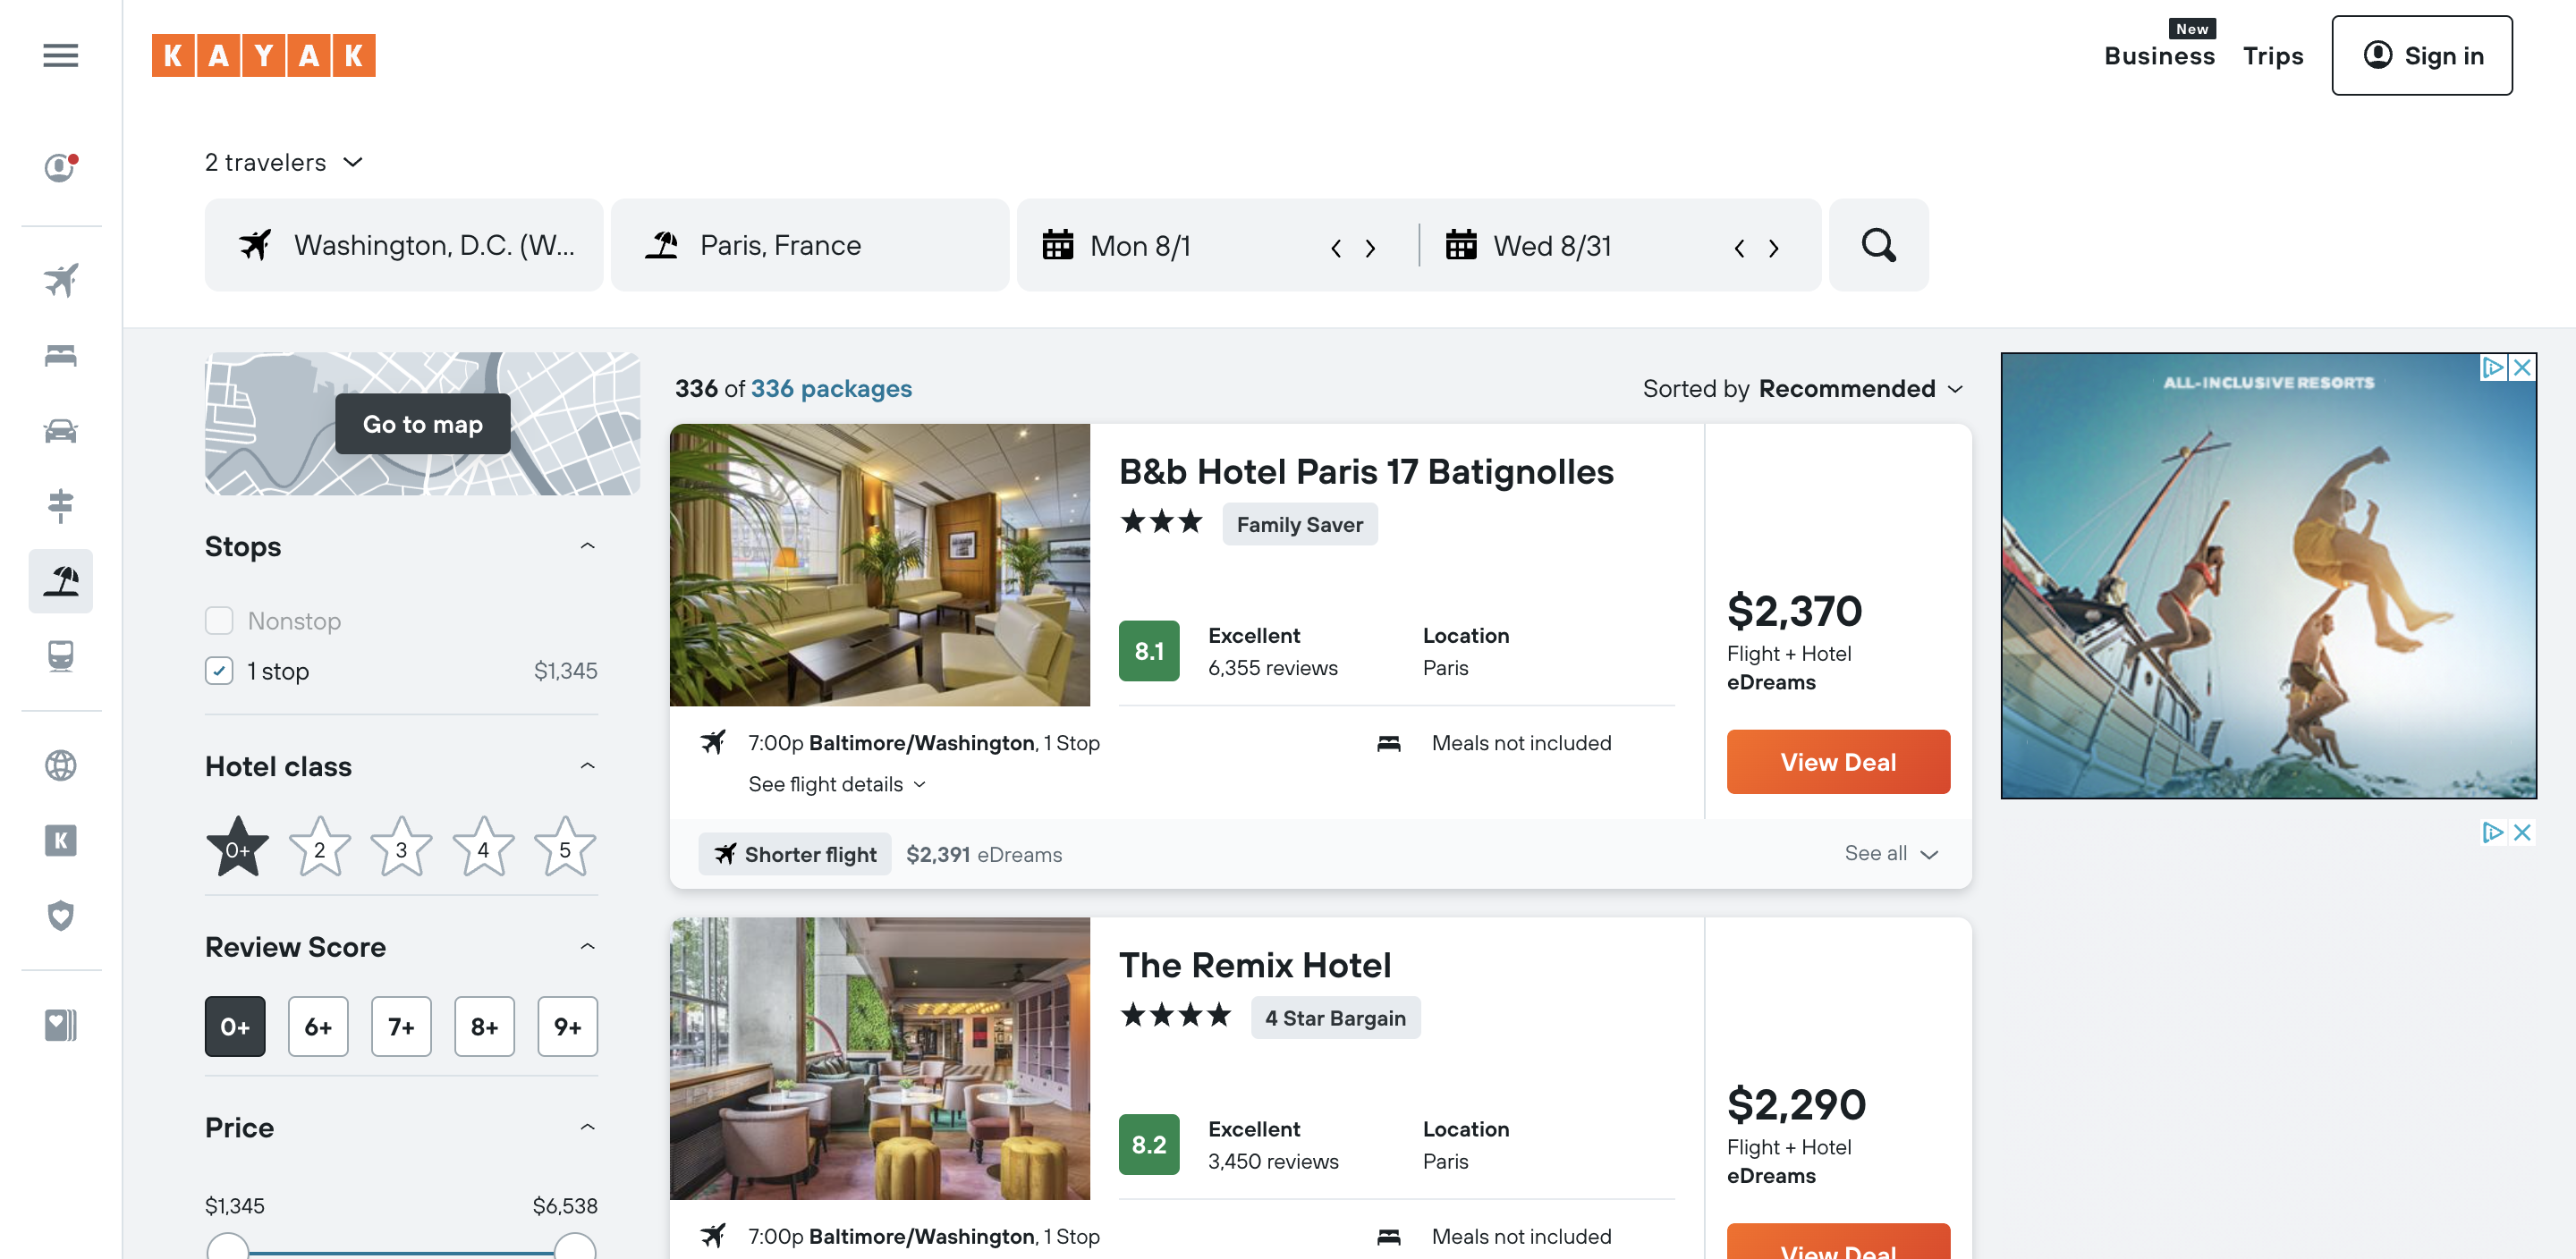 KAYAK
New
Business
Trips
Sign in
2 travelers
Washington, D.C. (W...
Paris, France
Mon 8/1
Wed 8/31
Go to map
Stops
Nonstop
1 stop
$1,345
Hotel class
0+
2
3
4
5
Review Score
0+
6+
7+
8+
9+
Price
$1,345
$6,538
336 of 336 packages
Sorted by Recommended
B&b Hotel Paris 17 Batignolles
Family Saver
8.1
Excellent
6,355 reviews
Location
Paris
7:00p Baltimore/Washington, 1 Stop
See flight details
Meals not included
$2,370
Flight + Hotel
eDreams
View Deal
Shorter flight
$2,391 eDreams
See all
The Remix Hotel
4 Star Bargain
8.2
Excellent
3,450 reviews
Location
Paris
7:00p Baltimore/Washington, 1 Stop
Meals not included
$2,290
Flight + Hotel
eDreams
View Deal
ALL-INCLUSIVE RESORTS
K